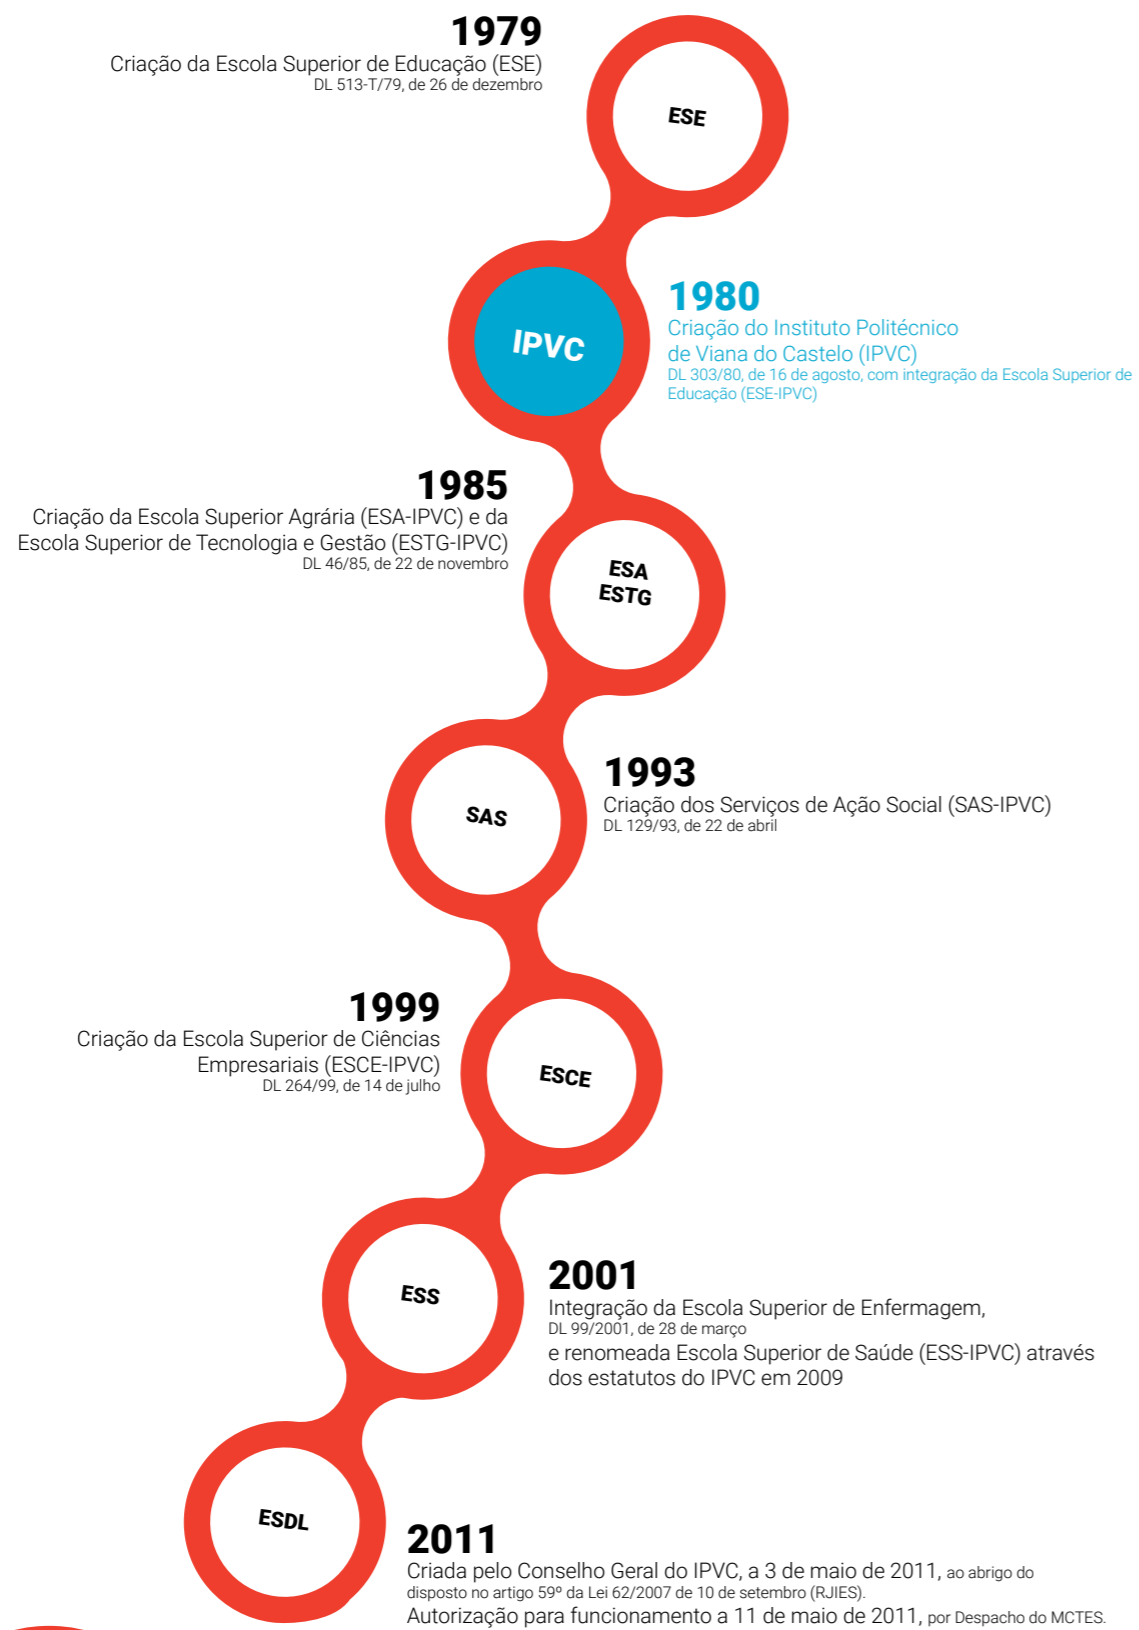 1979
Criação da Escola Superior de Educação (ESE)
DL 513-T/79, de 26 de dezembro
ESE
IPVC
1980
Criação do Instituto Politécnico
de Viana do Castelo (IPVC)
DL 303/80, de 16 de agosto, com integração da Escola Superior de
Educação (ESE-IPVC)
1985
Criação da Escola Superior Agrária (ESA-IPVC) e da
Escola Superior de Tecnologia e Gestão (ESTG-IPVC)
DL 46/85, de 22 de novembro
ESA
ESTG
SAS
1993
Criação dos Serviços de Ação Social (SAS-IPVC)
DL 129/93, de 22 de abril
1999
Criação da Escola Superior de Ciências
Empresariais (ESCE-IPVC)
DL 264/99, de 14 de julho
ESCE
ESS
2001
Integração da Escola Superior de Enfermagem,
DL 99/2001, de 28 de março
e renomeada Escola Superior de Saúde (ESS-IPVC) através
dos estatutos do IPVC em 2009
ESDL
2011
Criada pelo Conselho Geral do IPVC, a 3 de maio de 2011, ao abrigo do
disposto no artigo 59º da Lei 62/2007 de 10 de setembro (RJIES).
Autorização para funcionamento a 11 de maio de 2011, por Despacho do MCTES.